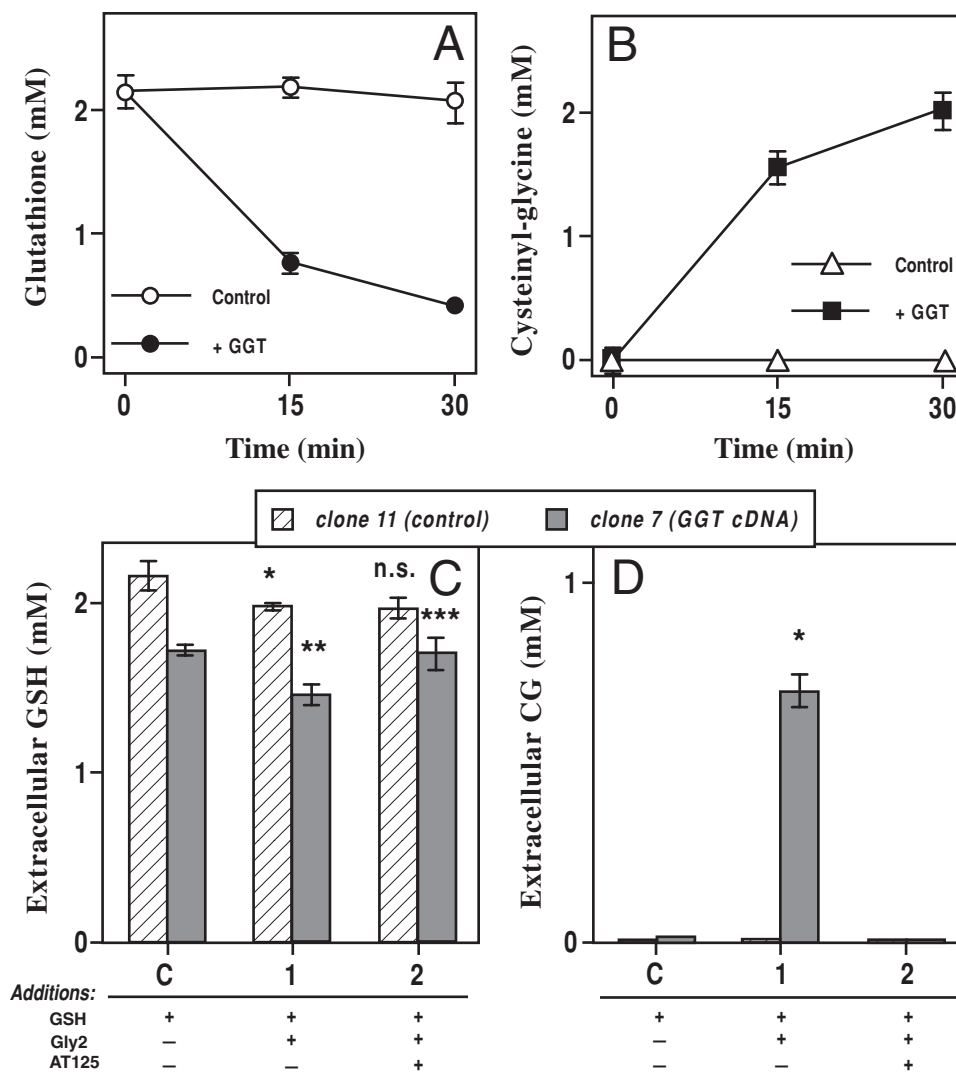 A
Glutathione (mM)
2
1
0
Control
+ GGT
0 15 30
Time (min)
B
Cysteinyl-glycine (mM)
2
1
0
Control
+ GGT
0 15 30
Time (min)
clone 11 (control) clone 7 (GGT cDNA)
C
Extracellular GSH (mM)
2
1
0
* ** n.s. ***
C 1 2
D
Extracellular CG (mM)
1
0
*
C 1 2
Additions:
GSH + + + + + +
Gly2 – + + – + +
AT125 – – + – – +